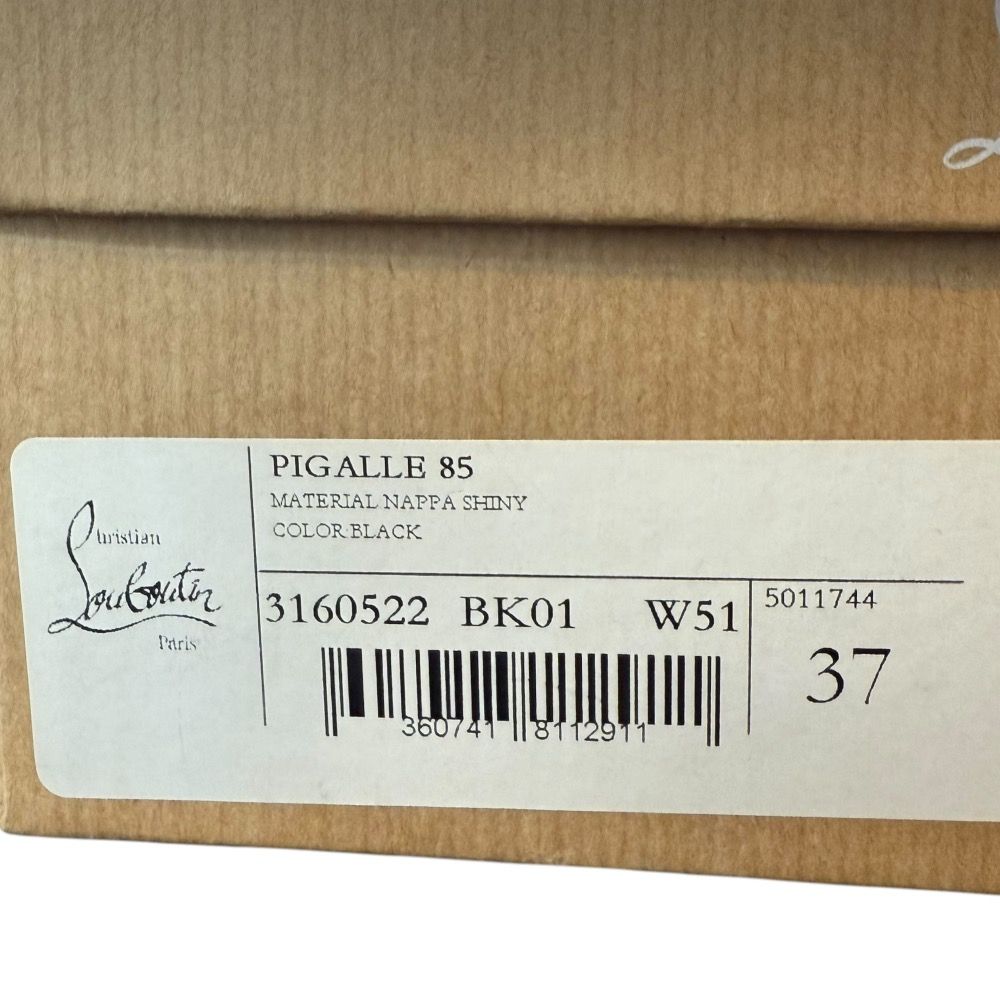 PIGALLE 85
MATERIAL NAPPA SHINY
COLOR:BLACK
Christian
Louboutin
Paris
3160522 BK01 W51
5011744
37
360741 8112911